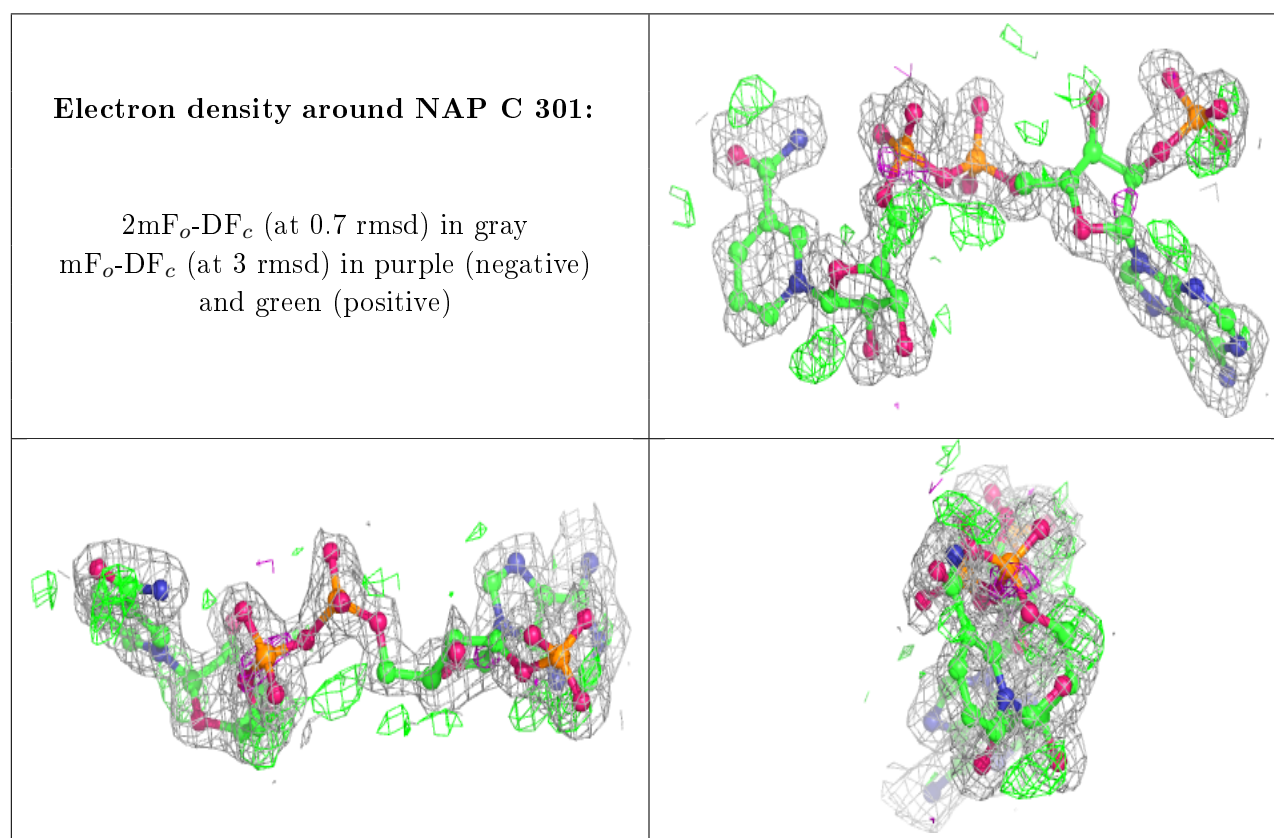 Electron density around NAP C 301:
2mFo-DFc (at 0.7 rmsd) in gray
mFo-DFc (at 3 rmsd) in purple (negative)
and green (positive)